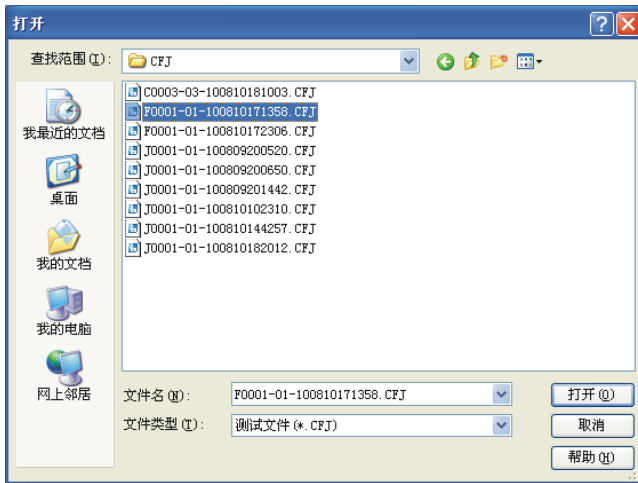 打开
查找范围(I):
CFJ
我最近的文档
桌面
我的文档
我的电脑
网上邻居
C0003-03-100810181003.CFJ
F0001-01-100810171358.CFJ
F0001-01-100810172306.CFJ
J0001-01-100809200520.CFJ
J0001-01-100809200650.CFJ
J0001-01-100809201442.CFJ
J0001-01-100810102310.CFJ
J0001-01-100810144257.CFJ
J0001-01-100810182012.CFJ
文件名(N):
F0001-01-100810171358.CFJ
打开(O)
文件类型(T):
测试文件(*.CFJ)
取消
帮助(H)